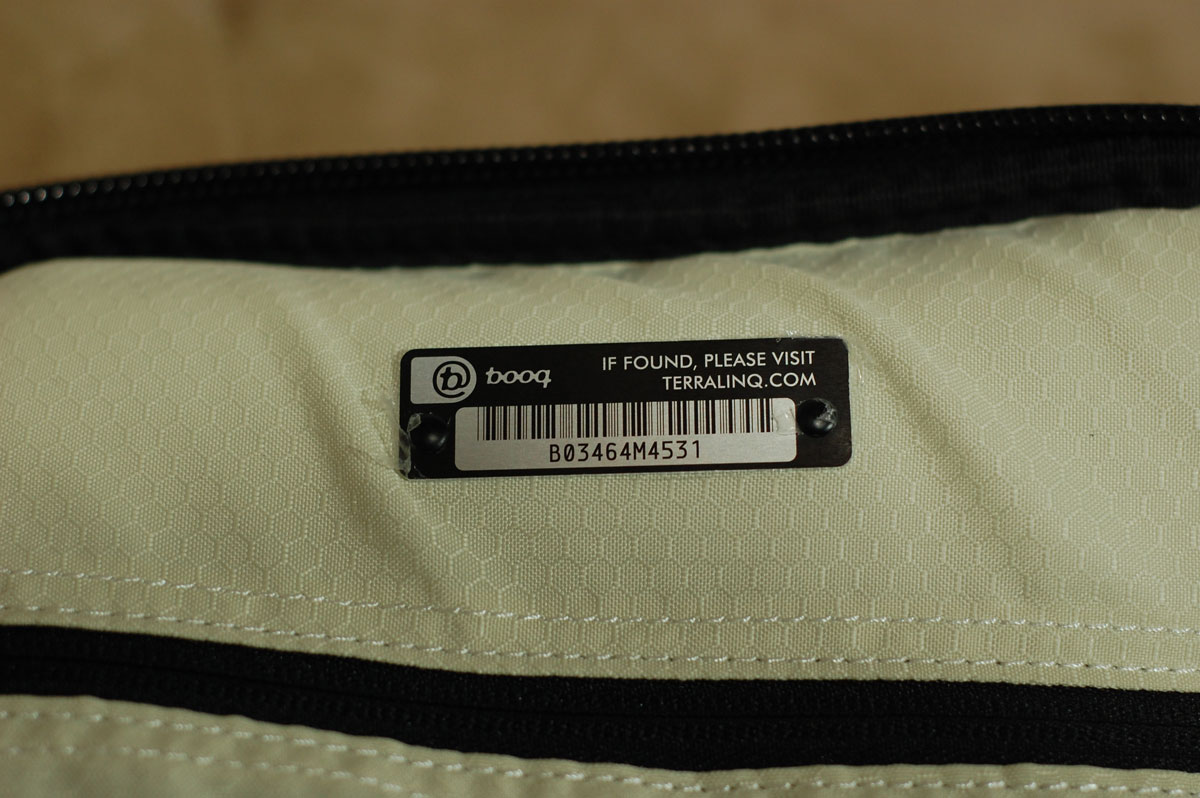 booq
IF FOUND, PLEASE VISIT
TERRALINQ.COM
B03464M4531